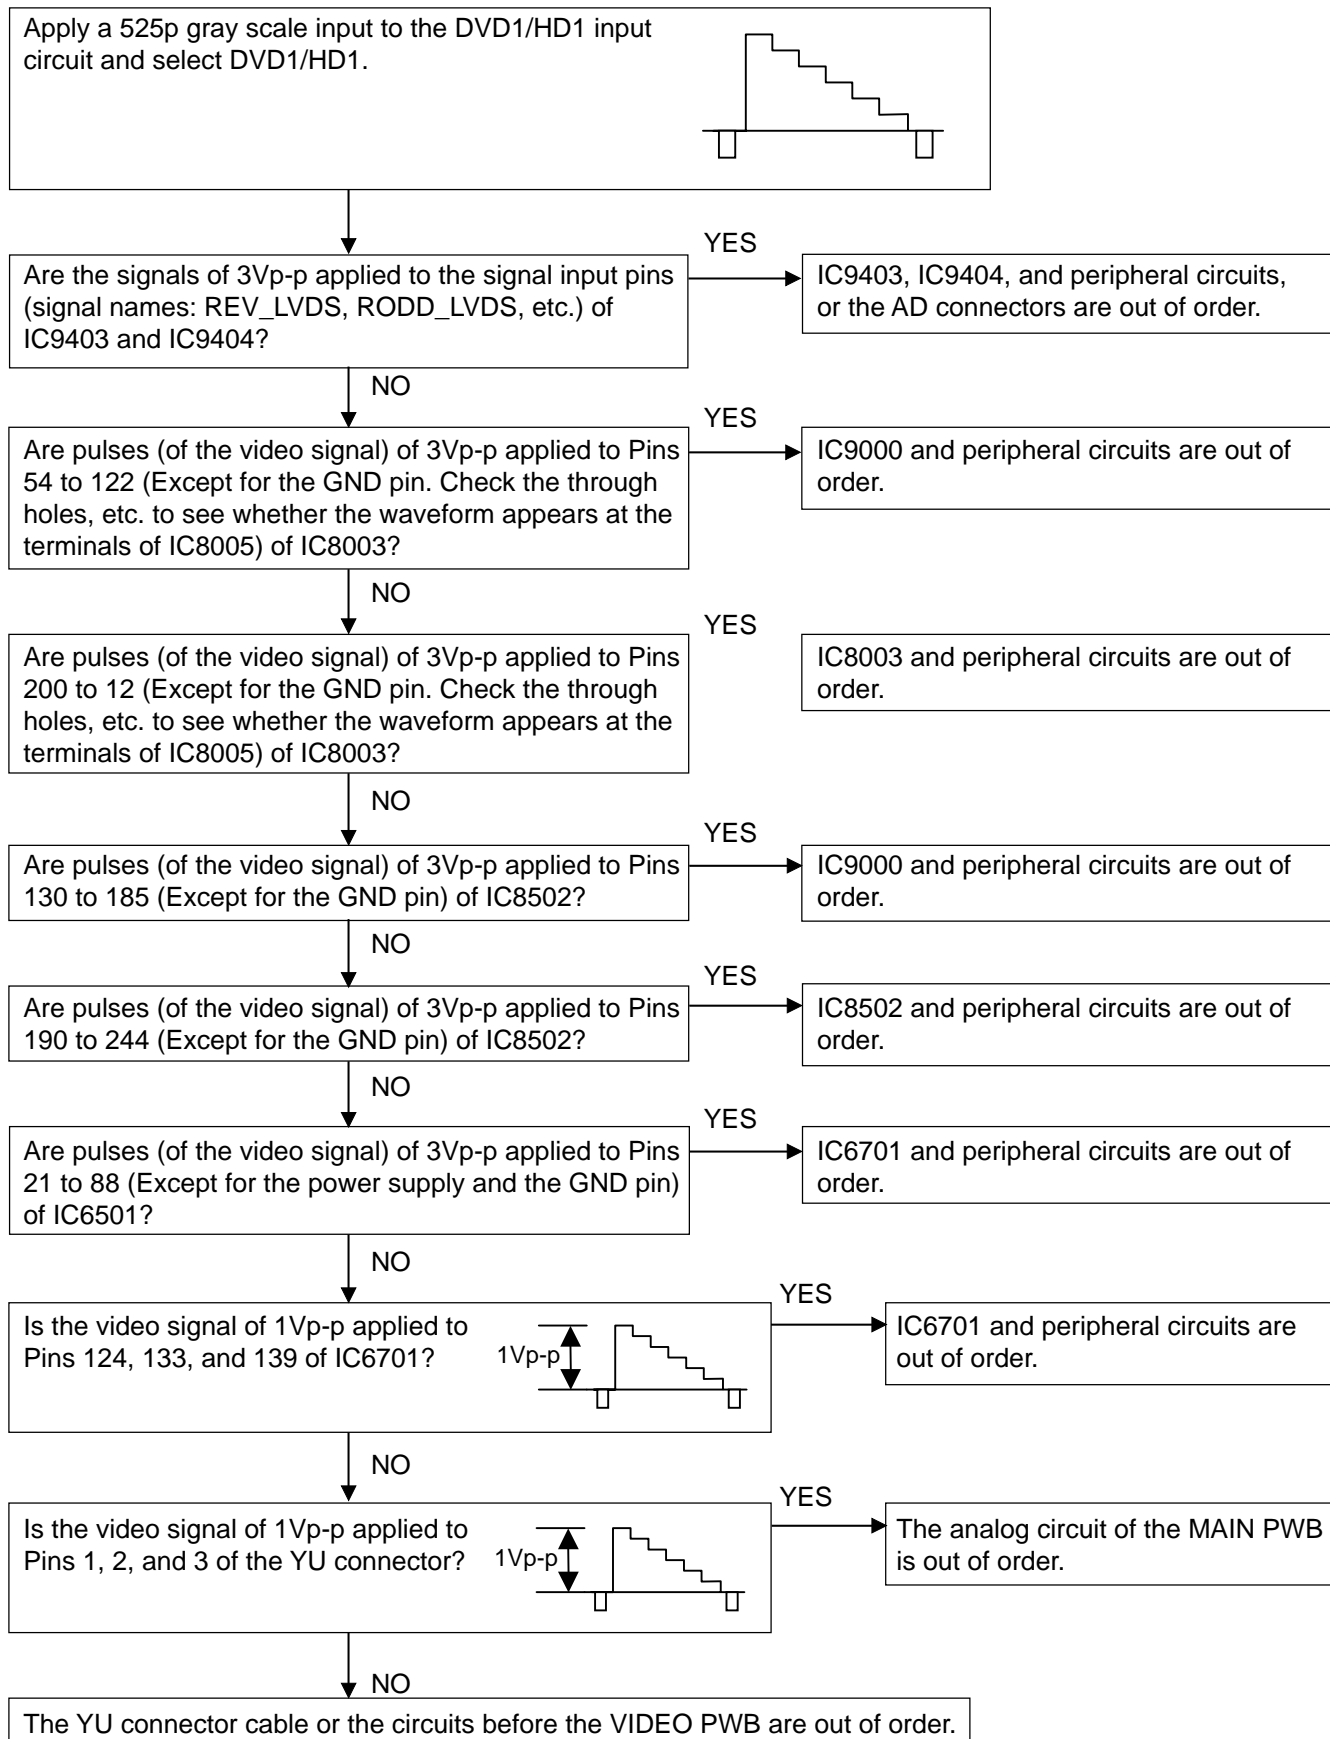 Apply a 525p gray scale input to the DVD1/HD1 input
circuit and select DVD1/HD1.
YES
Are the signals of 3Vp-p applied to the signal input pins
(signal names: REV_LVDS, RODD_LVDS, etc.) of
IC9403 and IC9404?
IC9403, IC9404, and peripheral circuits,
or the AD connectors are out of order.
NO
YES
Are pulses (of the video signal) of 3Vp-p applied to Pins
54 to 122 (Except for the GND pin. Check the through
holes, etc. to see whether the waveform appears at the
terminals of IC8005) of IC8003?
IC9000 and peripheral circuits are out of
order.
NO
YES
Are pulses (of the video signal) of 3Vp-p applied to Pins
200 to 12 (Except for the GND pin. Check the through
holes, etc. to see whether the waveform appears at the
terminals of IC8005) of IC8003?
IC8003 and peripheral circuits are out of
order.
NO
YES
Are pulses (of the video signal) of 3Vp-p applied to Pins
130 to 185 (Except for the GND pin) of IC8502?
IC9000 and peripheral circuits are out of
order.
NO
YES
Are pulses (of the video signal) of 3Vp-p applied to Pins
190 to 244 (Except for the GND pin) of IC8502?
IC8502 and peripheral circuits are out of
order.
NO
YES
Are pulses (of the video signal) of 3Vp-p applied to Pins
21 to 88 (Except for the power supply and the GND pin)
of IC6501?
IC6701 and peripheral circuits are out of
order.
NO
YES
Is the video signal of 1Vp-p applied to
Pins 124, 133, and 139 of IC6701?
1Vp-p
IC6701 and peripheral circuits are
out of order.
NO
YES
Is the video signal of 1Vp-p applied to
Pins 1, 2, and 3 of the YU connector?
1Vp-p
The analog circuit of the MAIN PWB
is out of order.
NO
The YU connector cable or the circuits before the VIDEO PWB are out of order.